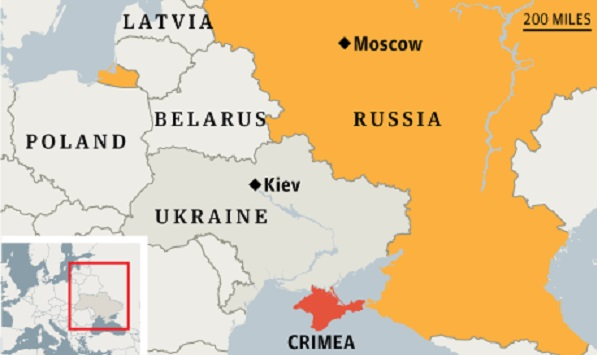 LATVIA
200 MILES
Moscow
BELARUS
RUSSIA
POLAND
Kiev
UKRAINE
CRIMEA